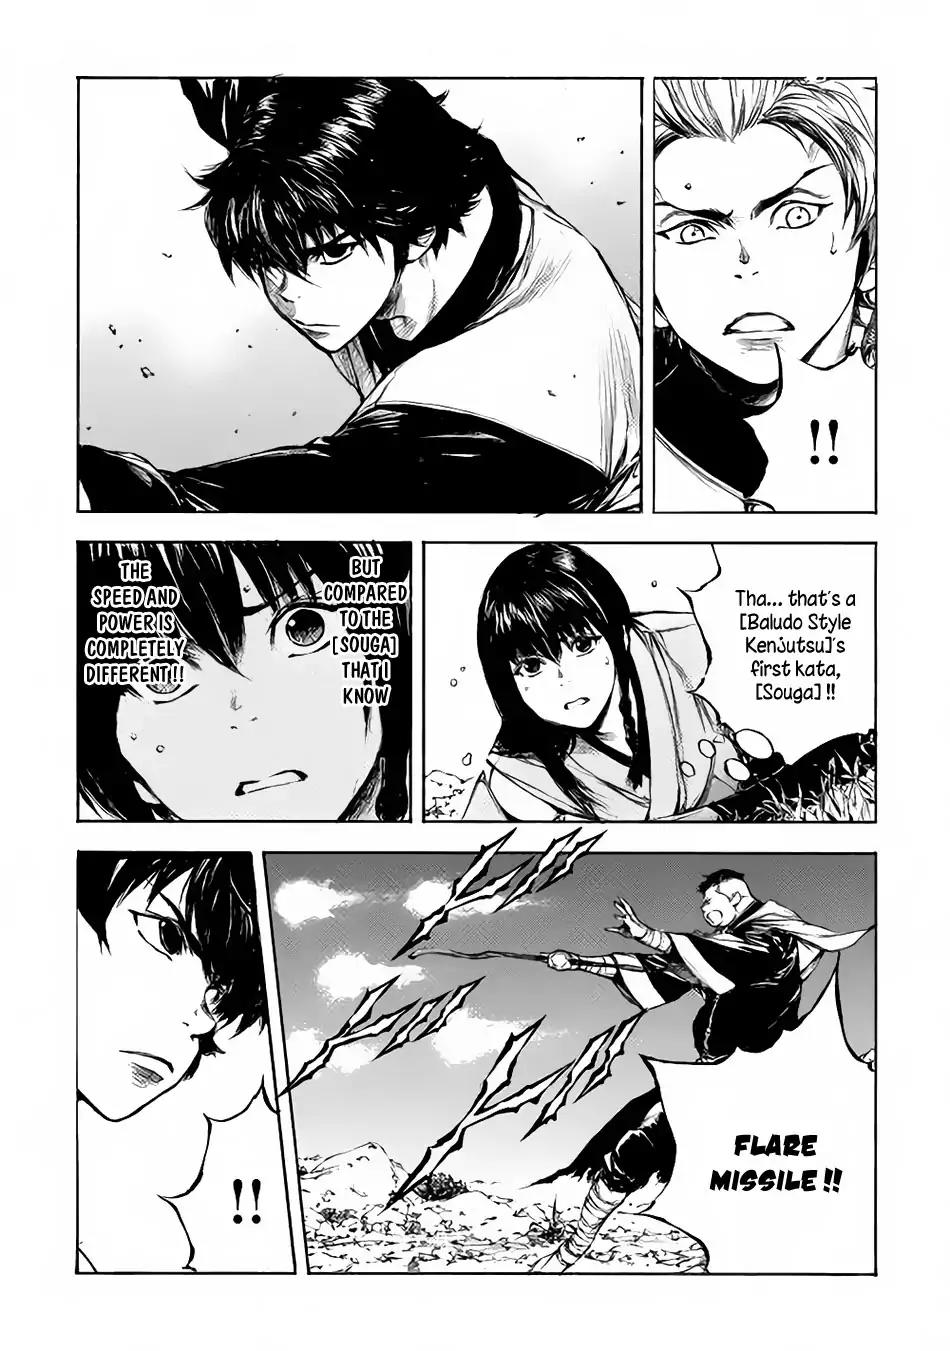 !!
Tha... that's a
[Baludo Style
Kenjutsu]'s
first kata,
[Souga] !!
BUT
COMPARED
TO THE
[SOUGA]
THAT I
KNOW
THE
SPEED AND
POWER IS
COMPLETELY
DIFFERENT !!
FLARE
MISSILE !!
!!